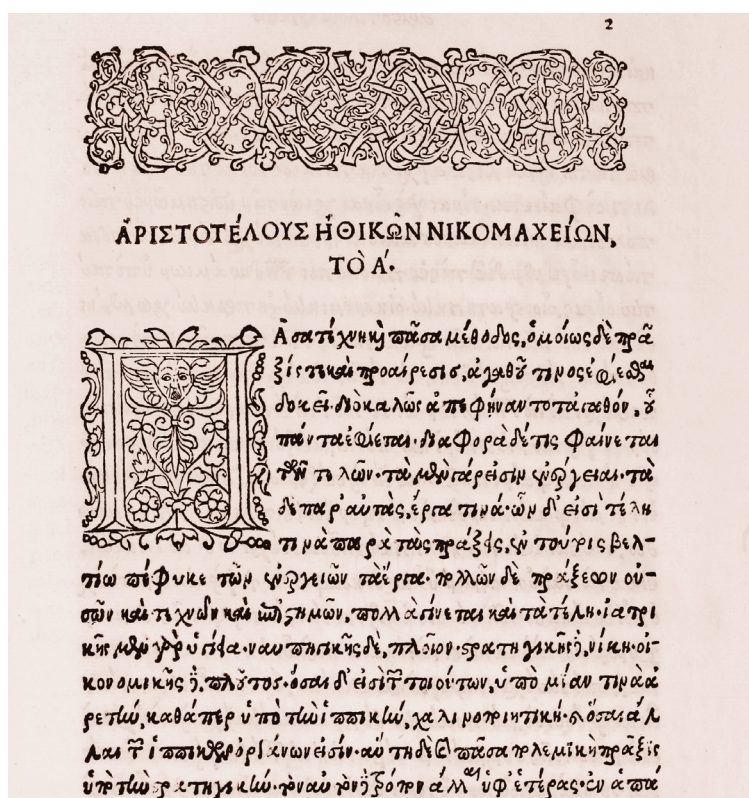 2
ἈΡΙΣΤΟΤΈΛΟΥΣ ἨΘΙΚΩ͂Ν ΝΙΚΟΜΑΧΕΊΩΝ,
ΤῸ Ά.
ΠΑ͂σα τέχνη καὶ πᾶσα μέθοδος, ὁμοίως δὲ πρᾶ
ξίς τε καὶ προαίρεσις, ἀγαθοῦ τινὸς ἐφίεσθαι
δοκεῖ· διὸ καλῶς ἀπεφήναντο τἀγαθόν, οὗ
πάντα ἐφίεται· διαφορὰ δέ τις φαίνεται
τῶν τελῶν· τὰ μὲν γάρ εἰσιν ἐνέργειαι· τὰ
δὲ παρ' αὐτὰς, ἔργα τινά· ὧν δ' εἰσὶ τέλη
τινὰ παρὰ τὰς πράξεις, ἐν τούτοις βελ-
τίω πέφυκε τῶν ἐνεργειῶν τὰ ἔργα· πολλῶν δὲ πράξεων οὐ-
σῶν καὶ τεχνῶν καὶ ἐπιστημῶν, πολλὰ γίνεται καὶ τὰ τέλη· ἰατρι
κῆς μὲν γὰρ ὑγίεια· ναυπηγικῆς δὲ, πλοῖον· στρατηγικῆς δὲ, νίκη· οἰ-
κονομικῆς δὲ, πλοῦτος· ὅσαι δ' εἰσὶ τῶν τοιούτων, ὑπὸ μίαν τινὰ ἀ
ρετὴν, καθάπερ ὑπὸ τὴν ἱππικὴν, χαλινοποιητικὴ· καὶ ὅσαι ἄλ
λαι τῶν ἱππικῶν ὀργάνων εἰσίν· αὕτη δὲ καὶ πᾶσα πολεμικὴ πρᾶξις
ὑπὸ τὴν στρατηγικὴν· τὸν αὐτὸν δὴ τρόπον ἄλλαι ὑφ' ἑτέρας· ἐν ἁπά